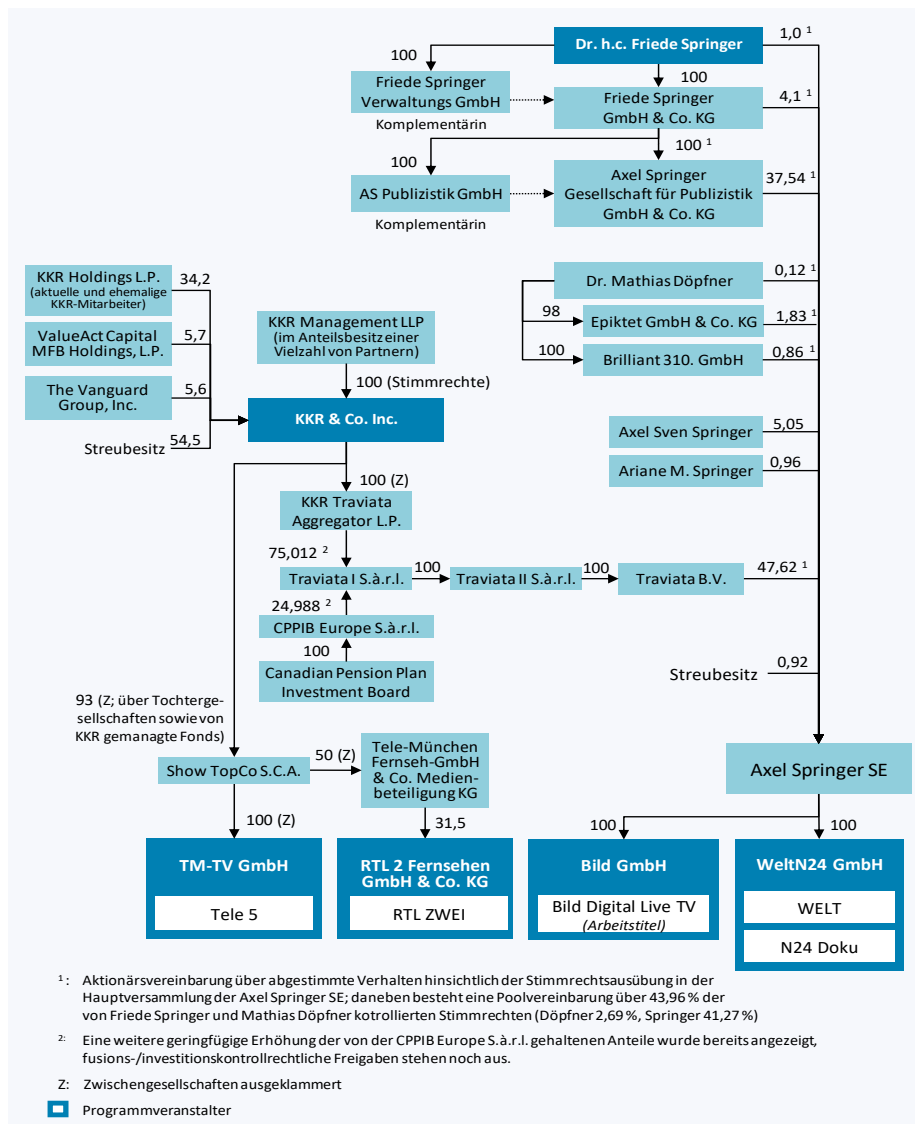 Dr. h.c. Friede Springer
1,0 ¹
100
100
Friede Springer
Verwaltungs GmbH
Komplementärin
Friede Springer
GmbH & Co. KG
4,1 ¹
100
100 ¹
AS Publizistik GmbH
Komplementärin
Axel Springer
Gesellschaft für Publizistik
GmbH & Co. KG
37,54 ¹
KKR Holdings L.P.
(aktuelle und ehemalige
KKR-Mitarbeiter)
34,2
ValueAct Capital
MFB Holdings, L.P.
5,7
The Vanguard
Group, Inc.
5,6
Streubesitz
54,5
KKR Management LLP
(im Anteilsbesitz einer
Vielzahl von Partnern)
100 (Stimmrechte)
KKR & Co. Inc.
Dr. Mathias Döpfner
0,12 ¹
98
Epiktet GmbH & Co. KG
1,83 ¹
100
Brilliant 310. GmbH
0,86 ¹
Axel Sven Springer
5,05
Ariane M. Springer
0,96
100 (Z)
KKR Traviata
Aggregator L.P.
75,012 ²
Traviata I S.à.r.l.
100
Traviata II S.à.r.l.
100
Traviata B.V.
47,62 ¹
24,988 ²
CPPIB Europe S.à.r.l.
100
Canadian Pension Plan
Investment Board
Streubesitz
0,92
93 (Z; über Tochterge-
sellschaften sowie von
KKR gemanagte Fonds)
Show TopCo S.C.A.
50 (Z)
Tele-München
Fernseh-GmbH
& Co. Medien-
beteiligung KG
Axel Springer SE
100 (Z)
31,5
100
100
TM-TV GmbH
Tele 5
RTL 2 Fernsehen
GmbH & Co. KG
RTL ZWEI
Bild GmbH
Bild Digital Live TV
(Arbeitstitel)
WeltN24 GmbH
WELT
N24 Doku
¹ : Aktionärsvereinbarung über abgestimmte Verhalten hinsichtlich der Stimmrechtsausübung in der
Hauptversammlung der Axel Springer SE; daneben besteht eine Poolvereinbarung über 43,96 % der
von Friede Springer und Mathias Döpfner kotrollierten Stimmrechten (Döpfner 2,69 %, Springer 41,27 %)
²: Eine weitere geringfügige Erhöhung der von der CPPIB Europe S.à.r.l. gehaltenen Anteile wurde bereits angezeigt,
fusions-/investitionskontrollrechtliche Freigaben stehen noch aus.
Z: Zwischengesellschaften ausgeklammert
Programmveranstalter